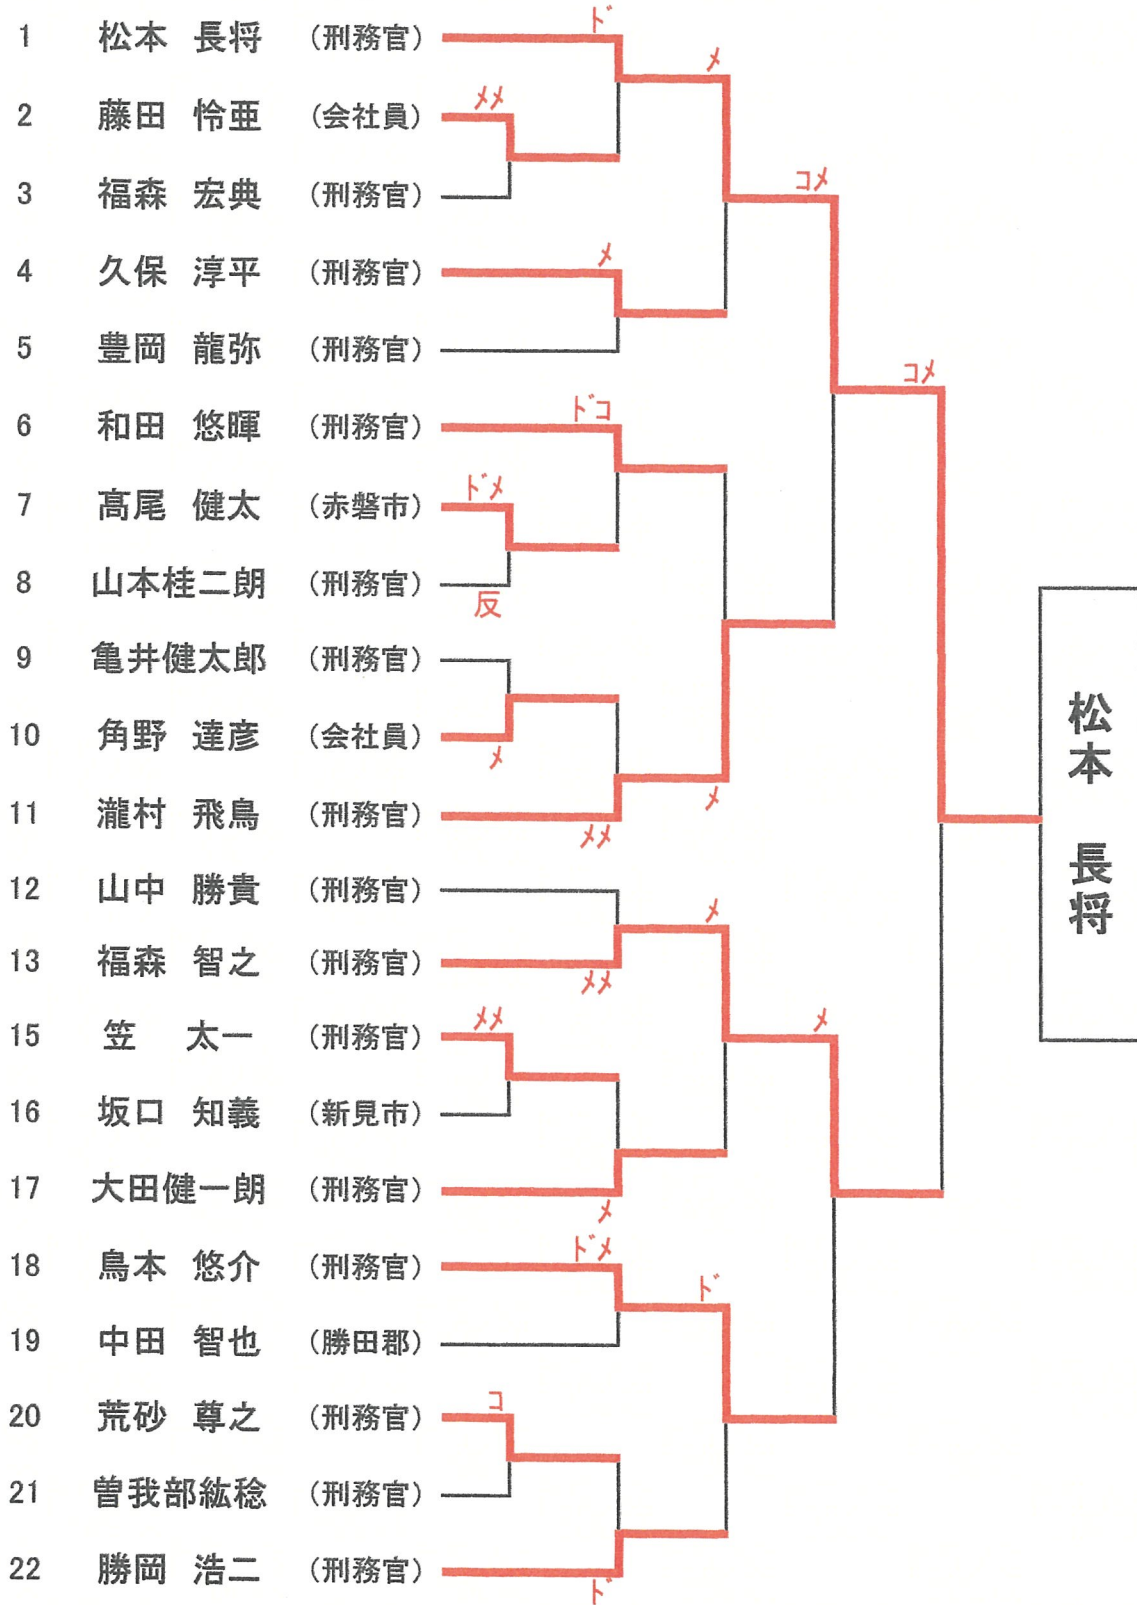 1 松本 長将 (刑務官) ド
メ
2 藤田 怜亜 (会社員) メメ
3 福森 宏典 (刑務官)
コメ
4 久保 淳平 (刑務官) メ
5 豊岡 龍弥 (刑務官)
コメ
6 和田 悠暉 (刑務官) ドコ
7 髙尾 健太 (赤磐市) ドメ
8 山本桂二朗 (刑務官) 反
9 亀井健太郎 (刑務官)
10 角野 達彦 (会社員) メ
メ
11 瀧村 飛鳥 (刑務官) メメ
12 山中 勝貴 (刑務官)
メ
13 福森 智之 (刑務官) メメ
15 笠 太一 (刑務官) メメ
メ
16 坂口 知義 (新見市)
17 大田健一朗 (刑務官) メ
18 鳥本 悠介 (刑務官) ドメ
ド
19 中田 智也 (勝田郡)
20 荒砂 尊之 (刑務官) コ
21 曽我部紘稔 (刑務官)
22 勝岡 浩二 (刑務官) ド
松本 長将